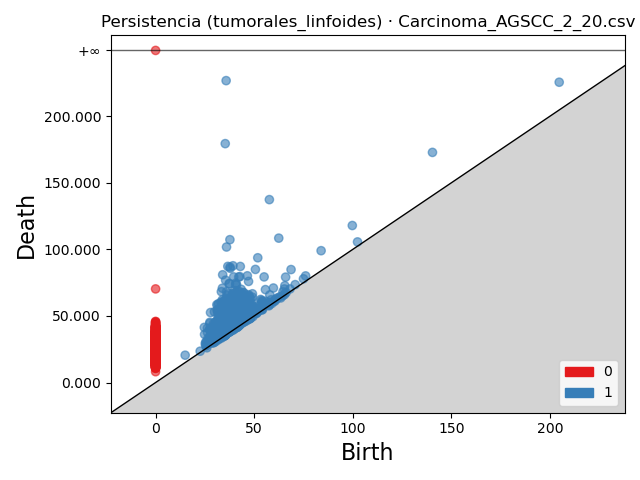 Persistencia (tumorales_linfoides) · Carcinoma_AGSCC_2_20.csv
+∞
200.000
150.000
100.000
50.000
0.000
Death
0
1
0 50 100 150 200
Birth